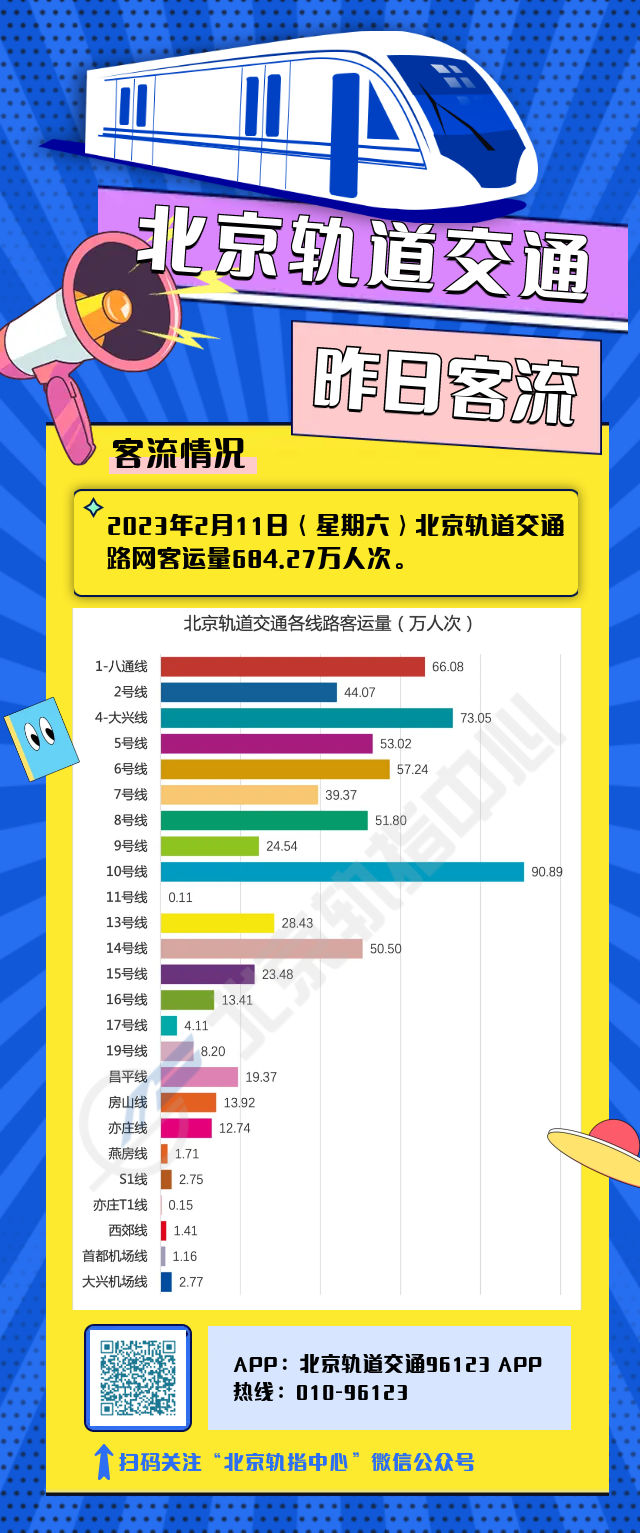 北京轨道交通
昨日客流
客流情况
2023年2月11日（星期六）北京轨道交通
路网客运量684.27万人次。
北京轨道交通各线路客运量（万人次）
1-八通线 66.08
2号线 44.07
4-大兴线 73.05
5号线 53.02
6号线 57.24
7号线 39.37
8号线 51.80
9号线 24.54
10号线 90.89
11号线 0.11
13号线 28.43
14号线 50.50
15号线 23.48
16号线 13.41
17号线 4.11
19号线 8.20
昌平线 19.37
房山线 13.92
亦庄线 12.74
燕房线 1.71
S1线 2.75
亦庄T1线 0.15
西郊线 1.41
首都机场线 1.16
大兴机场线 2.77
北京轨指中心
APP：北京轨道交通96123 APP
热线：010-96123
扫码关注“北京轨指中心”微信公众号